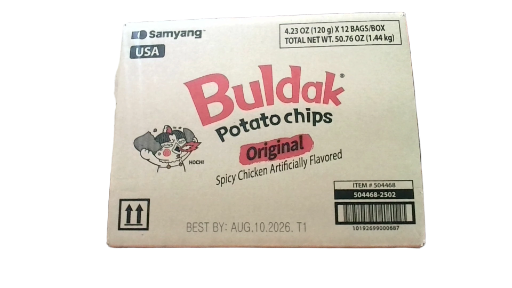 Samyang
USA
4.23 OZ (120 g) X 12 BAGS/BOX
TOTAL NET WT. 50.76 OZ (1.44 kg)
Buldak®
Potato chips
Original
Spicy Chicken Artificially Flavored
HOCHI
ITEM # 504468
504468-2502
10182699000887
BEST BY: AUG.10.2026. T1